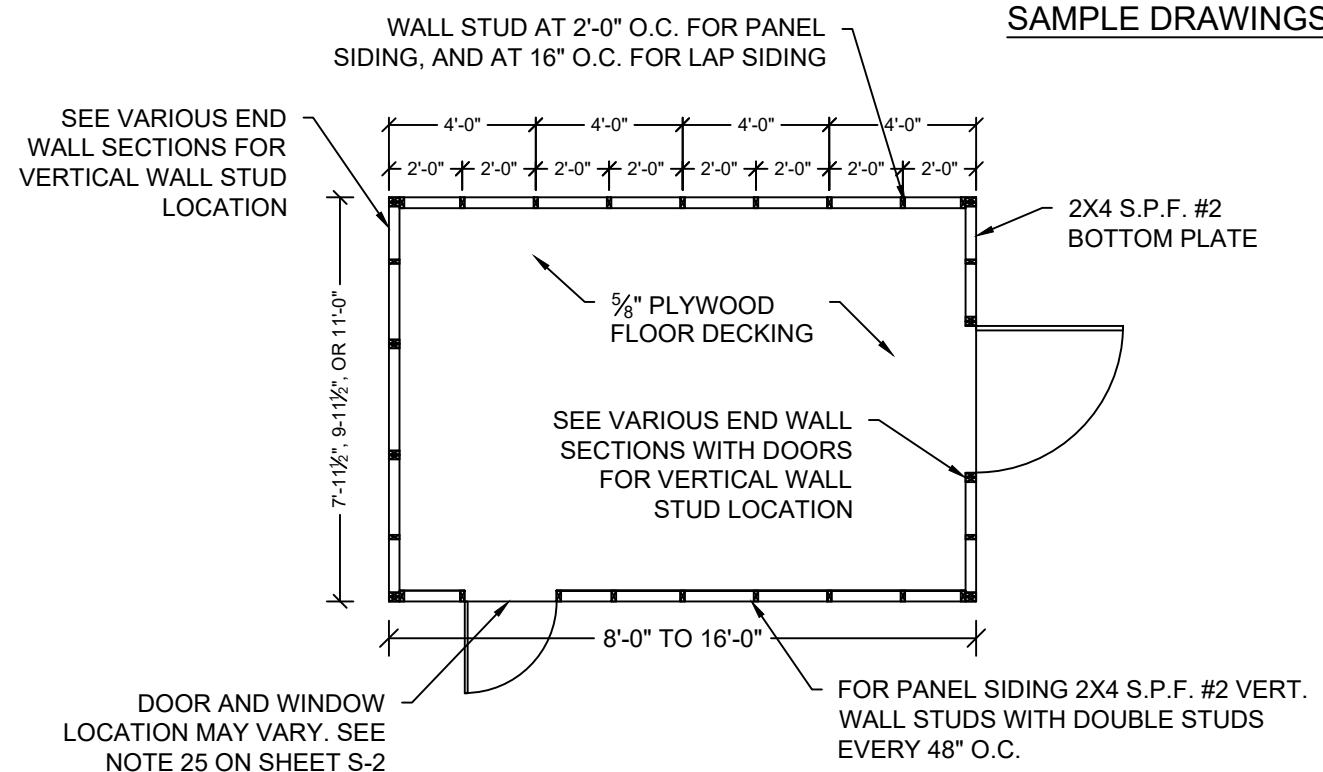 SAMPLE DRAWINGS
WALL STUD AT 2'-0" O.C. FOR PANEL
SIDING, AND AT 16" O.C. FOR LAP SIDING
SEE VARIOUS END
WALL SECTIONS FOR
VERTICAL WALL STUD
LOCATION
4'-0" 4'-0" 4'-0" 4'-0"
2'-0" 2'-0" 2'-0" 2'-0" 2'-0" 2'-0" 2'-0" 2'-0"
2X4 S.P.F. #2
BOTTOM PLATE
⅝" PLYWOOD
FLOOR DECKING
7'-11½", 9-11½", OR 11'-0"
SEE VARIOUS END WALL
SECTIONS WITH DOORS
FOR VERTICAL WALL
STUD LOCATION
8'-0" TO 16'-0"
DOOR AND WINDOW
LOCATION MAY VARY. SEE
NOTE 25 ON SHEET S-2
FOR PANEL SIDING 2X4 S.P.F. #2 VERT.
WALL STUDS WITH DOUBLE STUDS
EVERY 48" O.C.